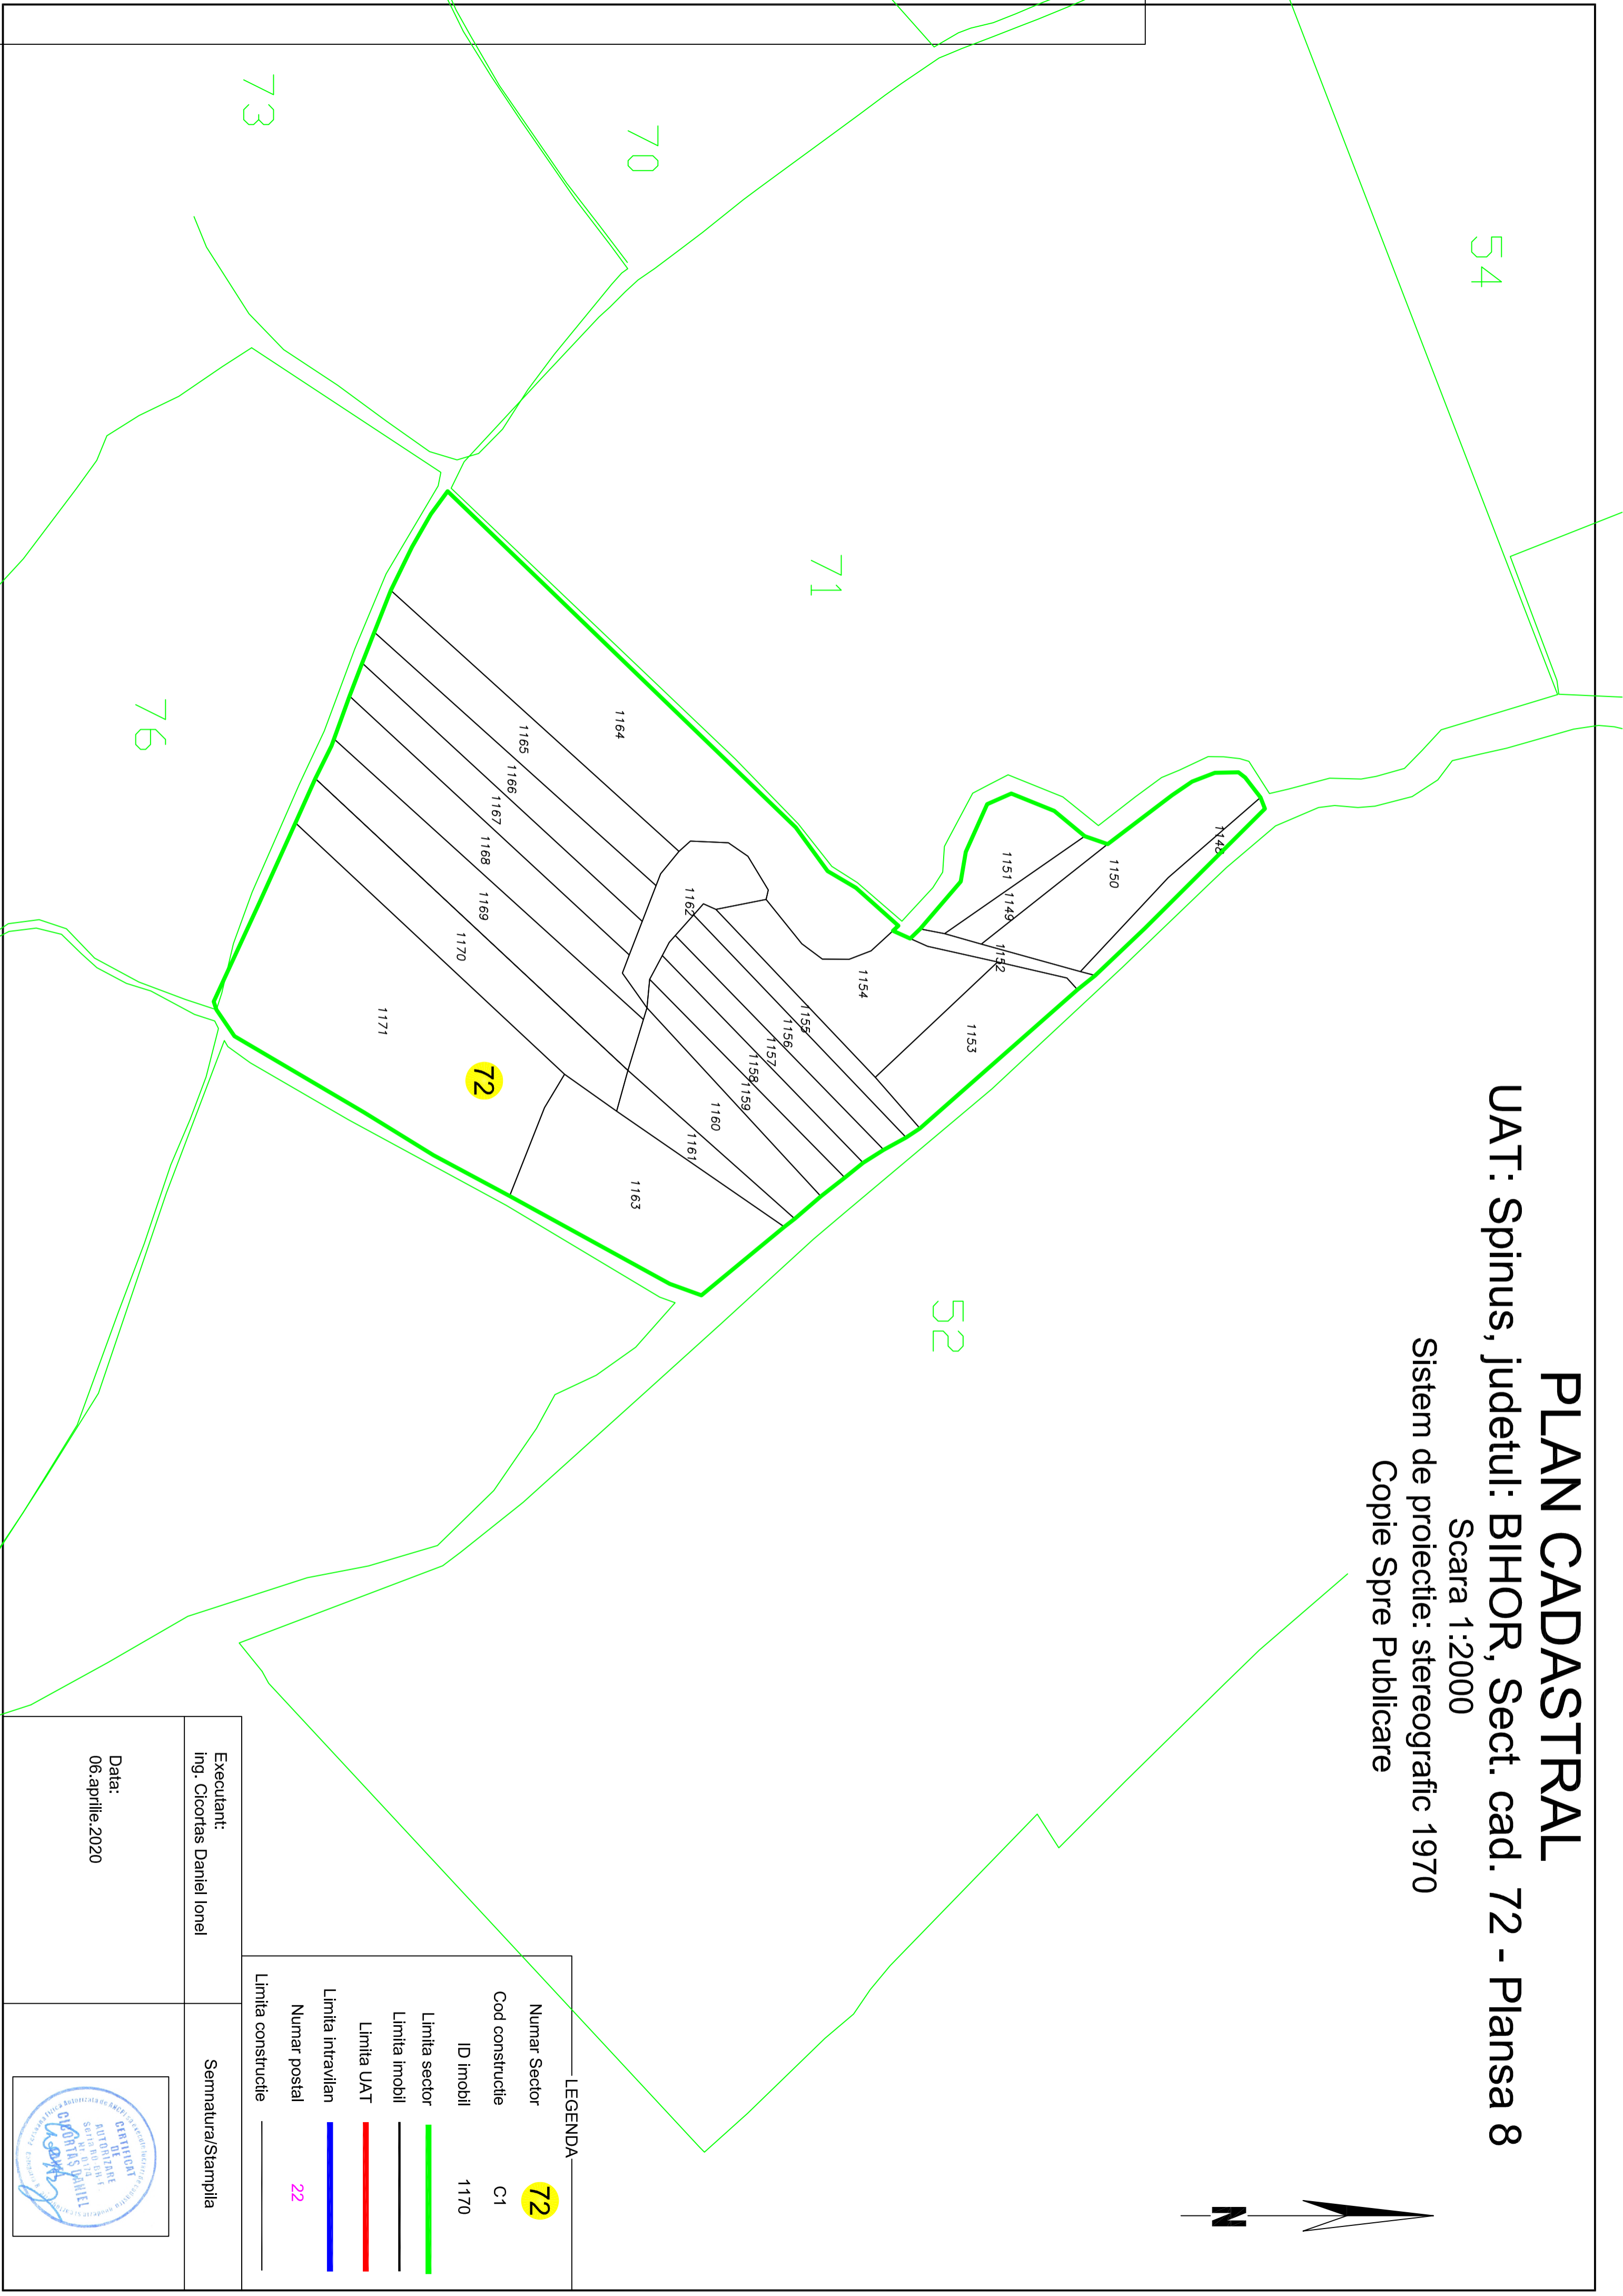 PLAN CADASTRAL
UAT: Spinus, judetul: BIHOR, Sect. cad. 72 - Plansa 8
Scara 1:2000
Sistem de proiectie: stereografic 1970
Copie Spre Publicare
N
54
71
70
73
76
52
72
1148
1150
1151
1149
1152
1153
1154
1155
1156
1157
1158
1159
1160
1161
1162
1163
1164
1165
1166
1167
1168
1169
1170
1171
LEGENDA
Numar Sector 72
Cod constructie C1
ID imobil 1170
Limita sector
Limita imobil
Limita UAT
Limita intravilan
Numar postal 22
Limita constructie
Executant:
ing. Cicortas Daniel Ionel
Semnatura/Stampila
Data:
06.aprilie.2020
CERTIFICAT
DE
AUTORIZARE
CICORTAS DANIEL